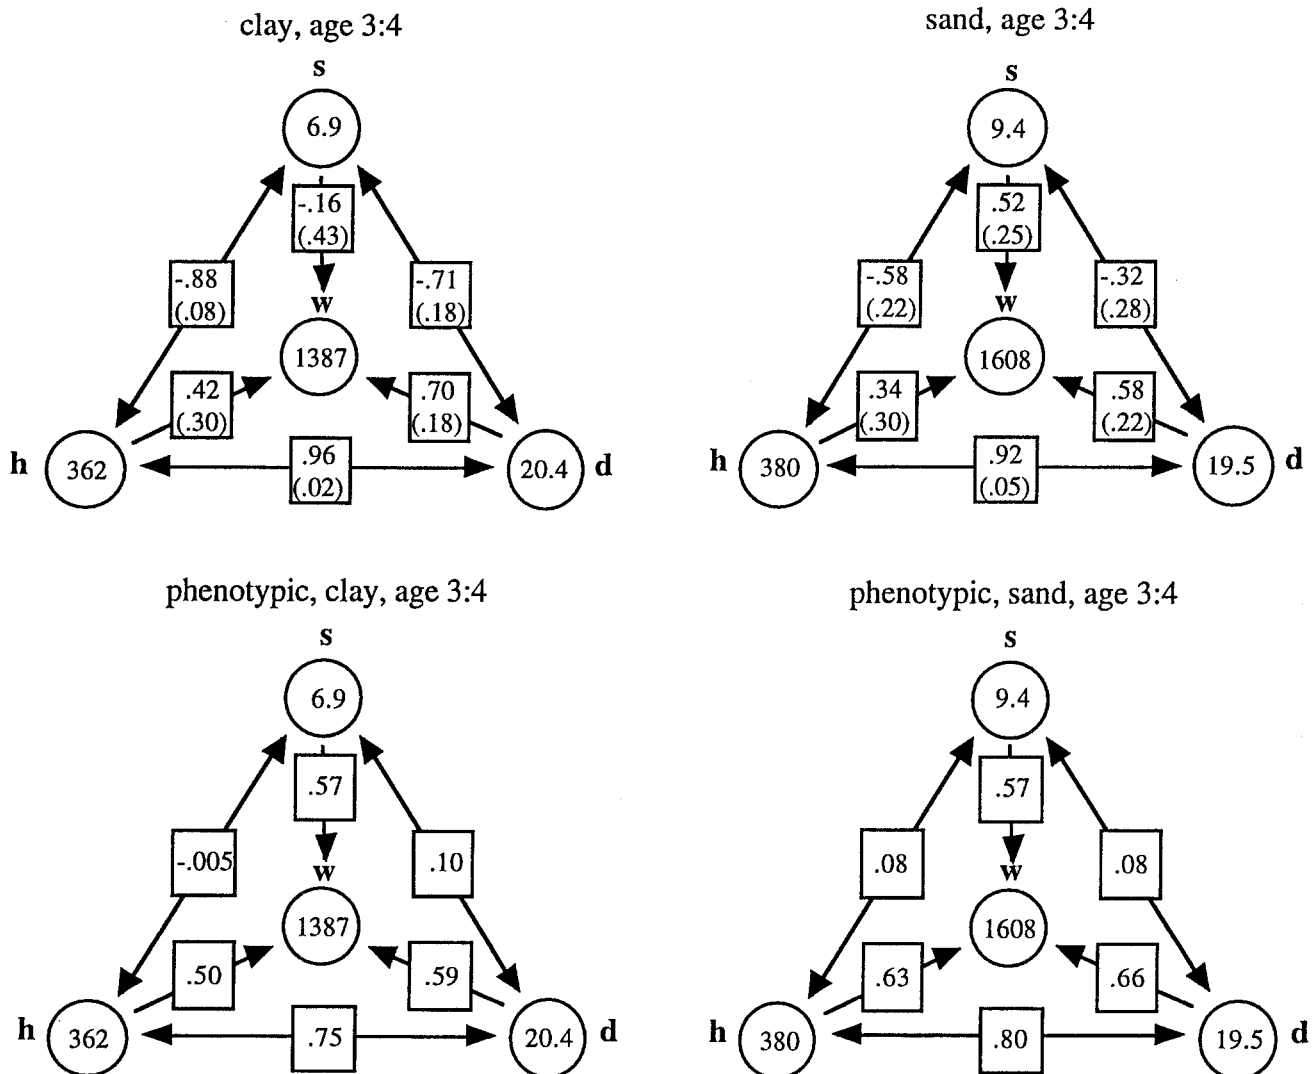 clay, age 3:4
s
6.9
-.16
(.43)
-.88
(.08)
-.71
(.18)
w
1387
.42
(.30)
.70
(.18)
h
362
.96
(.02)
20.4
d
sand, age 3:4
s
9.4
.52
(.25)
-.58
(.22)
-.32
(.28)
w
1608
.34
(.30)
.58
(.22)
h
380
.92
(.05)
19.5
d
phenotypic, clay, age 3:4
s
6.9
.57
-.005
.10
w
1387
.50
.59
h
362
.75
20.4
d
phenotypic, sand, age 3:4
s
9.4
.57
.08
.08
w
1608
.63
.66
h
380
.80
19.5
d